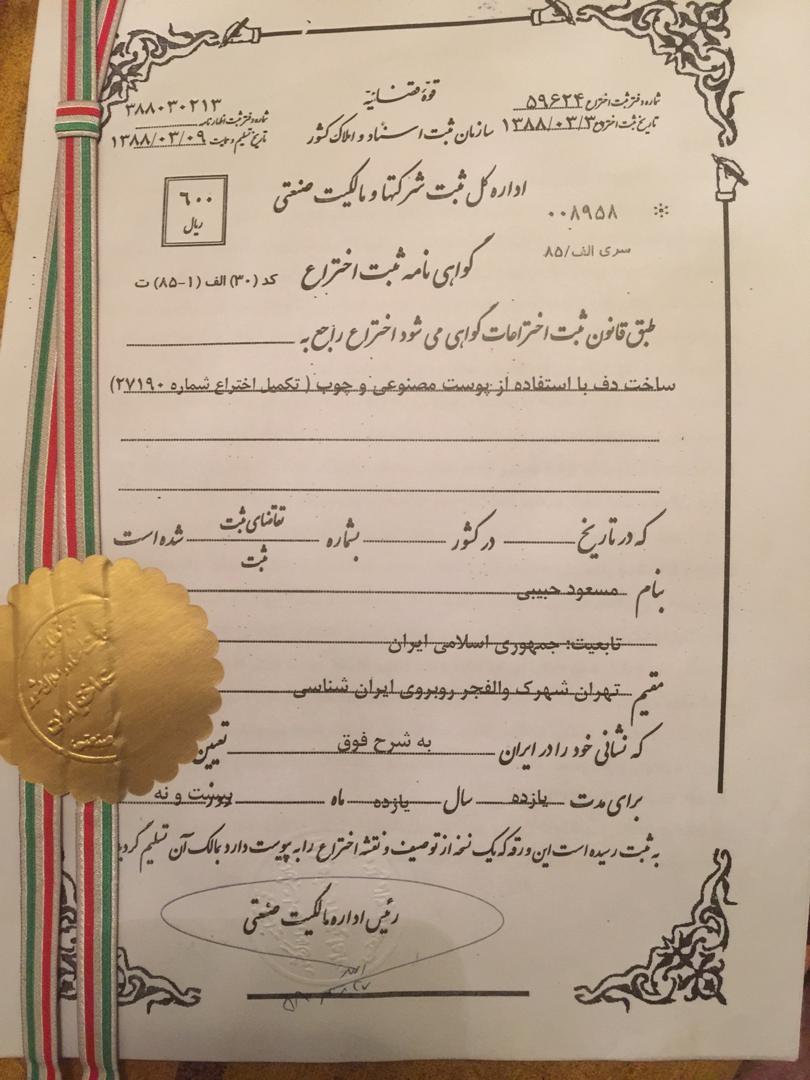 قوّهٔ قضائیّه
شماره دفتر ثبت اختراع ۵۹۶۲۴
تاریخ ثبت اختراع ۱۳۸۸/۰۳/۳
سازمان ثبت اسناد و املاک کشور
۳۸۸۰۳۰۲۱۳
شماره دفتر ثبت اظهارنامه
تاریخ تسلیم و ساعت ۱۳۸۸/۰۳/۰۹
اداره کل ثبت شرکتها و مالکیت صنعتی
۶۰۰
ریال
۰۰۸۹۵۸
سری الف/۸۵
گواهی نامه ثبت اختراع
کد (۳۰) الف (۱-۸۵) ت
طبق قانون ثبت اختراعات گواهی می شود اختراع راجع به
ساخت دف با استفاده از پوست مصنوعی و چوب ( تکمیل اختراع شماره ۲۷۱۹۰)
که در تاریخ در کشور بشماره تقاضای ثبت شده است
ثبت
بنام مسعود حبیبی
تابعیت: جمهوری اسلامی ایران
مقیم تهران شهرک والفجر روبروی ایران شناسی
که نشانی خود را در ایران به شرح فوق تعیین
برای مدت یازده سال یازده ماه و نه
به ثبت رسیده است این ورقه که یک نسخه از توصیف و نقشه اختراع را به پیوست دارد بمالک آن تسلیم گردید
رئیس اداره مالکیت صنعتی